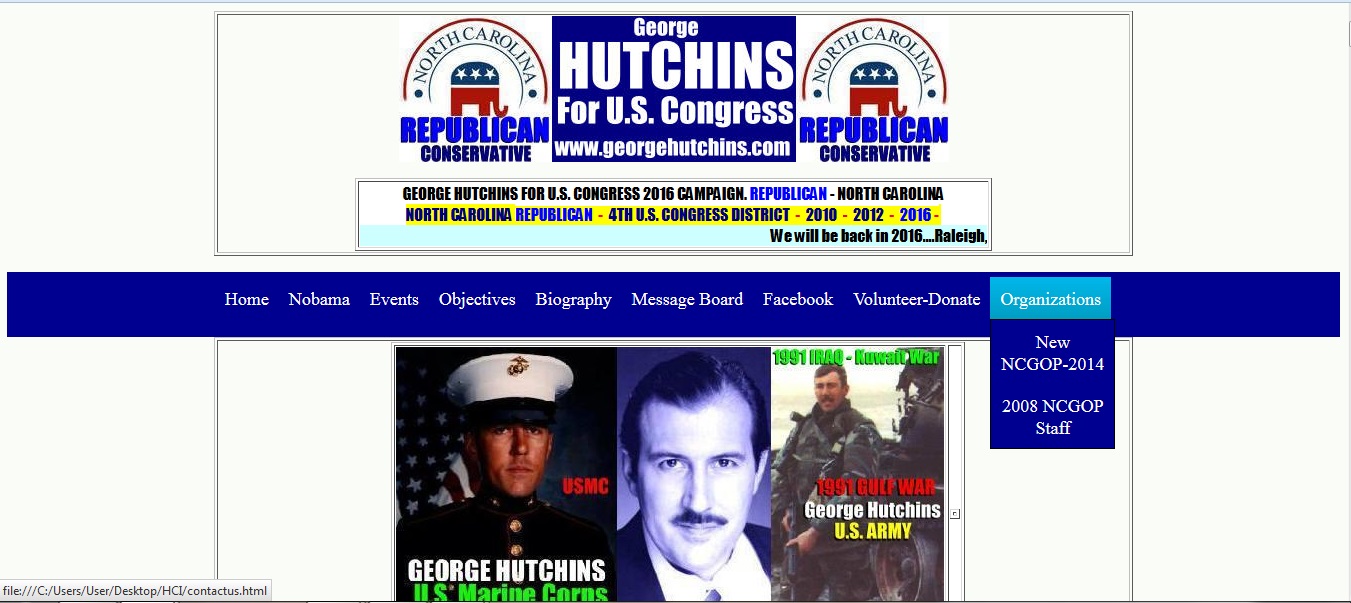 NORTH CAROLINA
REPUBLICAN
CONSERVATIVE
George
HUTCHINS
For U.S. Congress
www.georgehutchins.com
NORTH CAROLINA
REPUBLICAN
CONSERVATIVE
GEORGE HUTCHINS FOR U.S. CONGRESS 2016 CAMPAIGN. REPUBLICAN - NORTH CAROLINA
NORTH CAROLINA REPUBLICAN - 4TH U.S. CONGRESS DISTRICT - 2010 - 2012 - 2016 -
We will be back in 2016....Raleigh,
Home Nobama Events Objectives Biography Message Board Facebook Volunteer-Donate Organizations
New
NCGOP-2014
2008 NCGOP
Staff
USMC
GEORGE HUTCHINS
U.S. Marine Corps
1991 IRAQ - Kuwait War
1991 GULF WAR
George Hutchins
U.S. ARMY
file:///C:/Users/User/Desktop/HCI/contactus.html